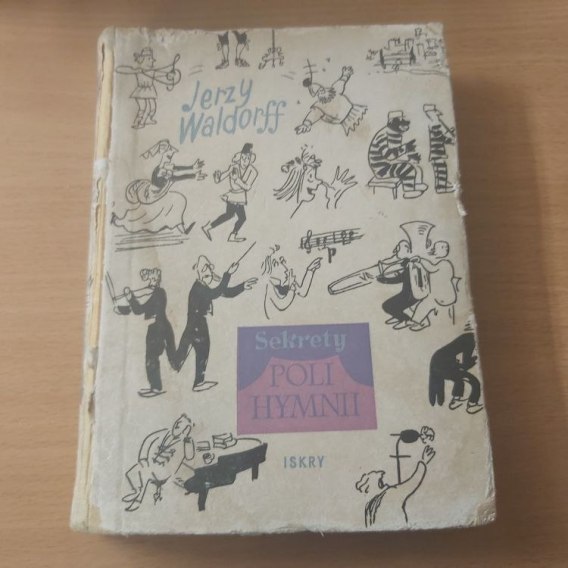 Jerzy
Waldorff
p
Sekrety
POLI
HYMNII
ISKRY